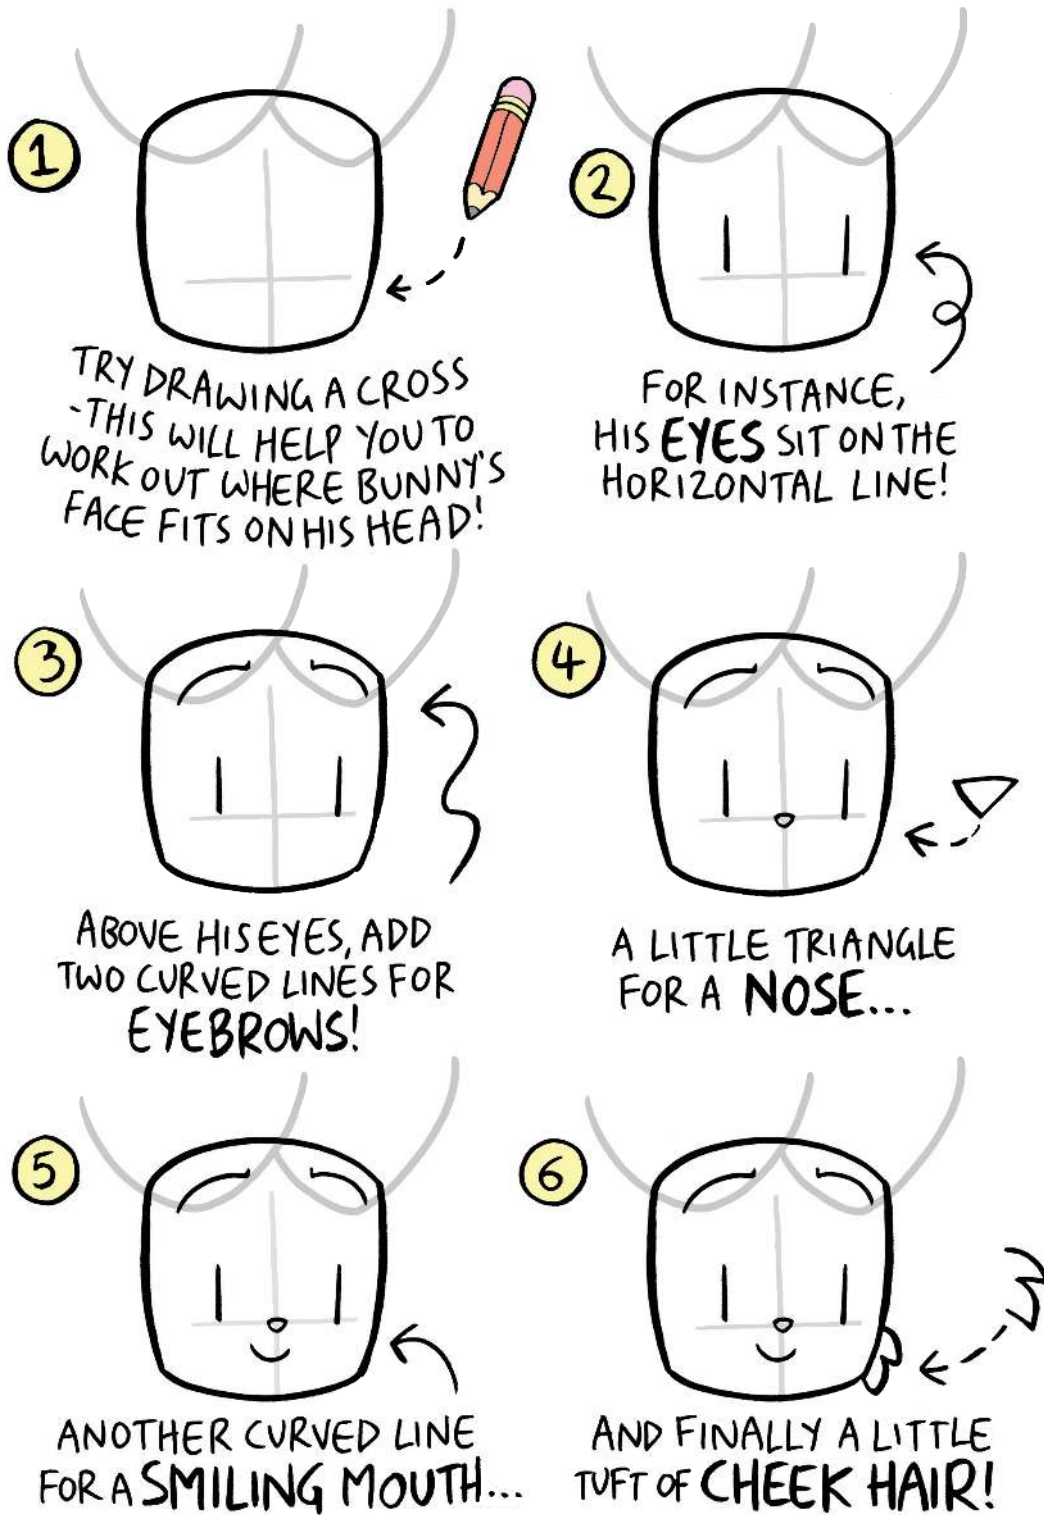 1
TRY DRAWING A CROSS
-THIS WILL HELP YOU TO
WORK OUT WHERE BUNNY'S
FACE FITS ON HIS HEAD!
2
FOR INSTANCE,
HIS EYES SIT ON THE
HORIZONTAL LINE!
3
ABOVE HIS EYES, ADD
TWO CURVED LINES FOR
EYEBROWS!
4
A LITTLE TRIANGLE
FOR A NOSE...
5
ANOTHER CURVED LINE
FOR A SMILING MOUTH...
6
AND FINALLY A LITTLE
TUFT OF CHEEK HAIR!